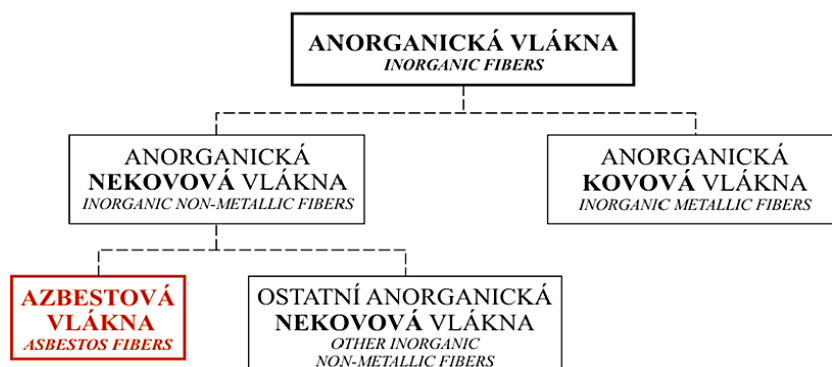 ANORGANICKÁ VLÁKNA
INORGANIC FIBERS
ANORGANICKÁ
NEKOVOVÁ VLÁKNA
INORGANIC NON-METALLIC FIBERS
ANORGANICKÁ
KOVOVÁ VLÁKNA
INORGANIC METALLIC FIBERS
AZBESTOVÁ
VLÁKNA
ASBESTOS FIBERS
OSTATNÍ ANORGANICKÁ
NEKOVOVÁ VLÁKNA
OTHER INORGANIC
NON-METALLIC FIBERS